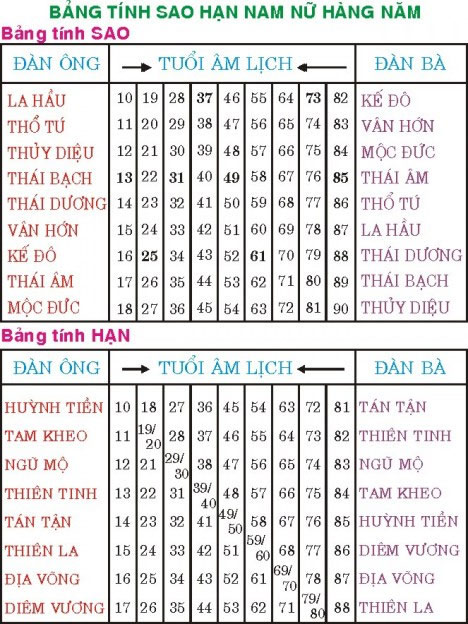 BẢNG TÍNH SAO HẠN NAM NỮ HÀNG NĂM
Bảng tính SAO
ĐÀN ÔNG TUỔI ÂM LỊCH ĐÀN BÀ
LA HẦU 10 19 28 37 46 55 64 73 82 KẾ ĐÔ
THỔ TÚ 11 20 29 38 47 56 65 74 83 VÂN HỚN
THỦY DIỆU 12 21 30 39 48 57 66 75 84 MỘC ĐỨC
THÁI BẠCH 13 22 31 40 49 58 67 76 85 THÁI ÂM
THÁI DƯƠNG 14 23 32 41 50 59 68 77 86 THỔ TÚ
VÂN HỚN 15 24 33 42 51 60 69 78 87 LA HẦU
KẾ ĐÔ 16 25 34 43 52 61 70 79 88 THÁI DƯƠNG
THÁI ÂM 17 26 35 44 53 62 71 80 89 THÁI BẠCH
MỘC ĐỨC 18 27 36 45 54 63 72 81 90 THỦY DIỆU
Bảng tính HẠN
ĐÀN ÔNG TUỔI ÂM LỊCH ĐÀN BÀ
HUỲNH TIỀN 10 18 27 36 45 54 63 72 81 TÁN TẬN
TAM KHEO 11 19/20 28 37 46 55 64 73 82 THIÊN TINH
NGŨ MỘ 12 21 29/30 38 47 56 65 74 83 NGŨ MỘ
THIÊN TINH 13 22 31 39/40 48 57 66 75 84 TAM KHEO
TÁN TẬN 14 23 32 41 49/50 58 67 76 85 HUỲNH TIỀN
THIÊN LA 15 24 33 42 51 59/60 68 77 86 DIÊM VƯƠNG
ĐỊA VÕNG 16 25 34 43 52 61 69/70 78 87 ĐỊA VÕNG
DIÊM VƯƠNG 17 26 35 44 53 62 71 79/80 88 THIÊN LA